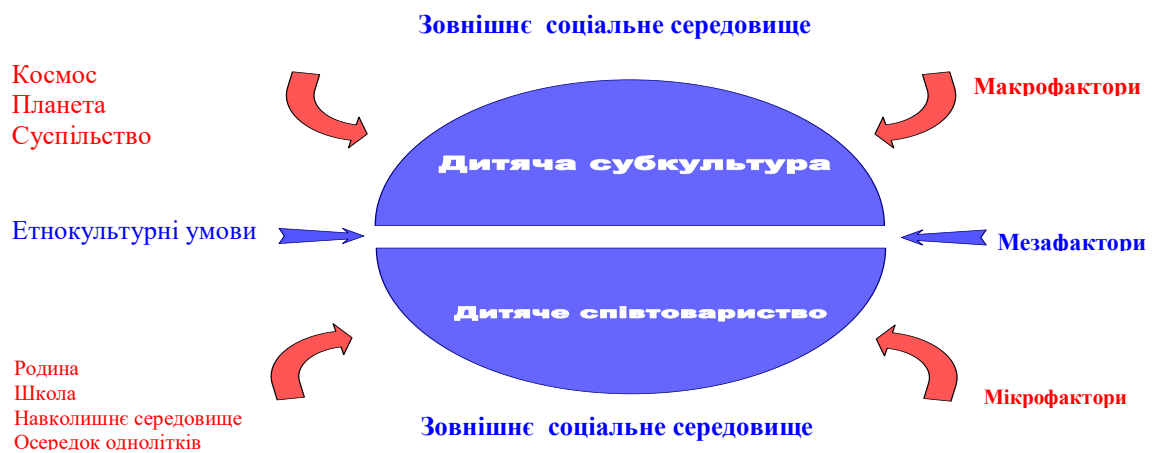 Зовнішнє соціальне середовище
Космос
Планета
Суспільство
Макрофактори
Дитяча субкультура
Етнокультурні умови
Мезафактори
Дитяче співтовариство
Родина
Школа
Навколишнє середовище
Осередок однолітків
Мікрофактори
Зовнішнє соціальне середовище